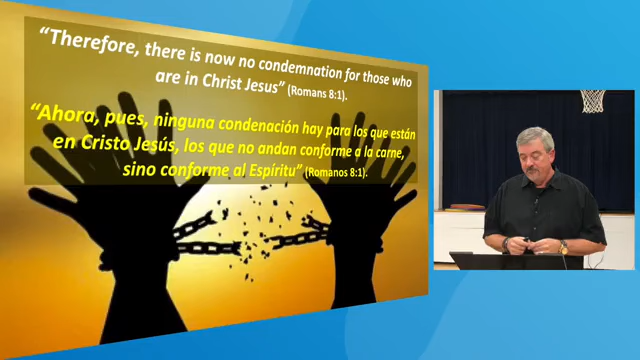 “Therefore, there is now no condemnation for those who
are in Christ Jesus” (Romans 8:1).
“Ahora, pues, ninguna condenación hay para los que están
en Cristo Jesús, los que no andan conforme a la carne,
sino conforme al Espíritu” (Romanos 8:1).